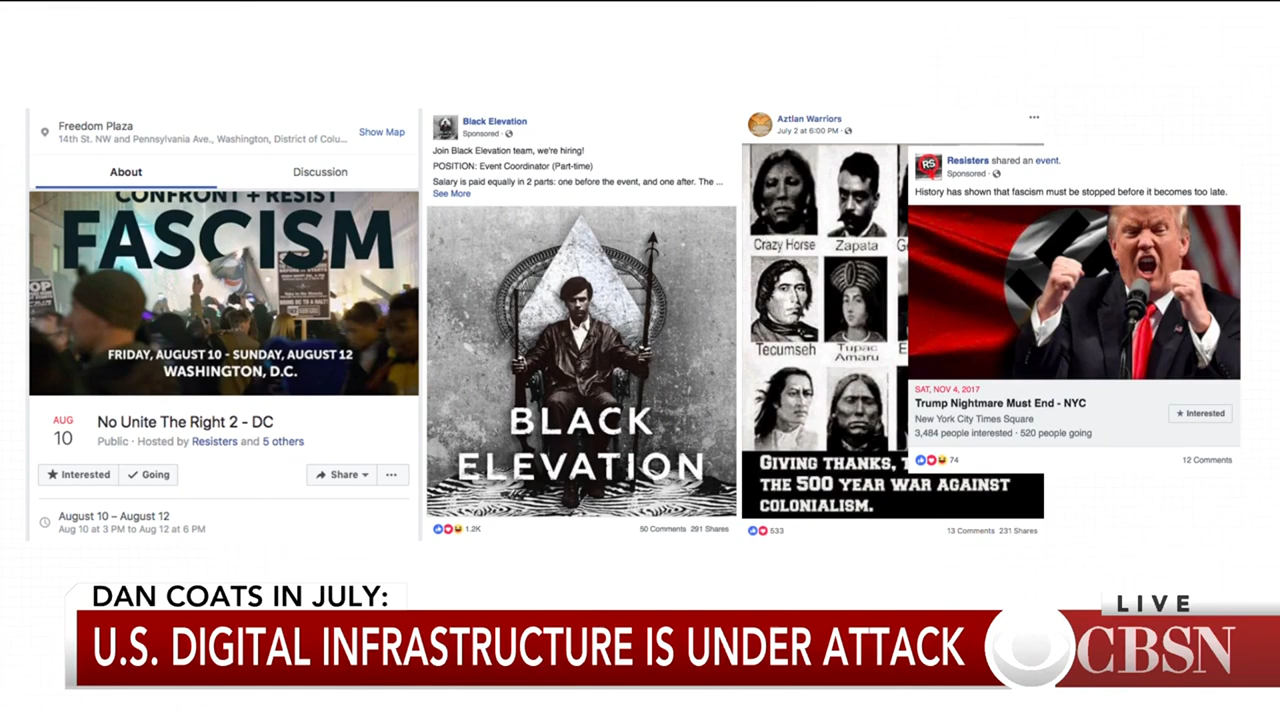 Freedom Plaza
14th St. NW and Pennsylvania Ave., Washington, District of Colu...
Show Map
About
Discussion
CONFRONT + RESIST
FASCISM
FRIDAY, AUGUST 10 - SUNDAY, AUGUST 12
WASHINGTON, D.C.
AUG
10
No Unite The Right 2 - DC
Public · Hosted by Resisters and 5 others
Interested
Going
Share
...
August 10 – August 12
Aug 10 at 3 PM to Aug 12 at 6 PM
Black Elevation
Sponsored ·
Join Black Elevation team, we're hiring!
POSITION: Event Coordinator (Part-time)
Salary is paid equally in 2 parts: one before the event, and one after. The ...
See More
BLACK
ELEVATION
1.2K
50 Comments 291 Shares
Aztlan Warriors
July 2 at 6:00 PM ·
...
Crazy Horse
Zapata
G
Tecumseh
Tupac
Amaru
E
GIVING THANKS, T
THE 500 YEAR WAR AGAINST
COLONIALISM.
533
13 Comments 231 Shares
RS
Resisters shared an event.
Sponsored ·
History has shown that fascism must be stopped before it becomes too late.
SAT, NOV 4, 2017
Trump Nightmare Must End - NYC
New York City Times Square
3,484 people interested · 520 people going
Interested
74
12 Comments
DAN COATS IN JULY:
U.S. DIGITAL INFRASTRUCTURE IS UNDER ATTACK
LIVE
CBSN